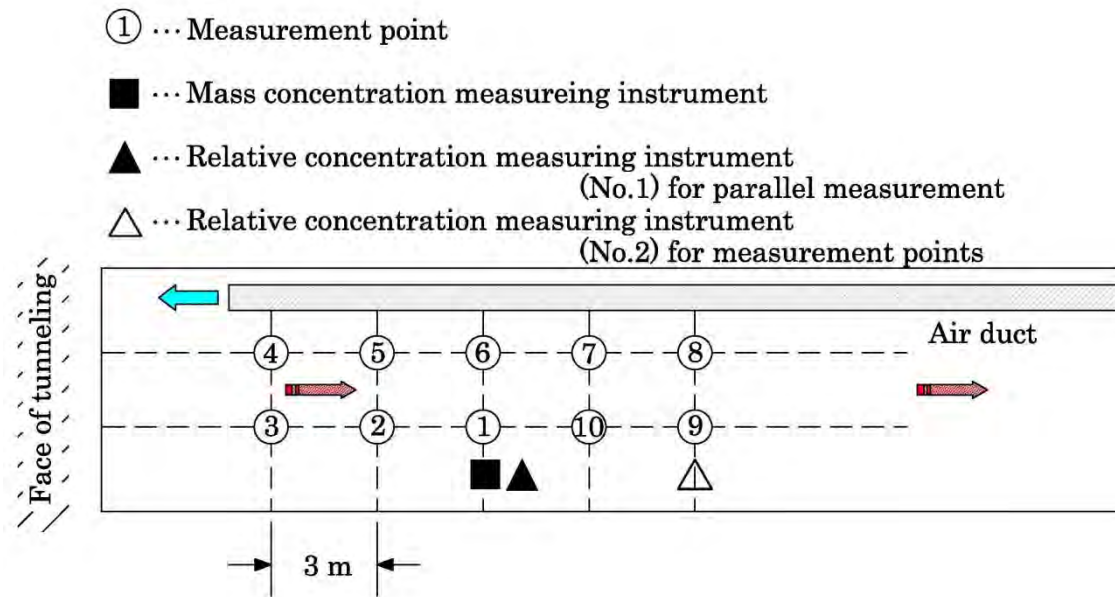 ① ··· Measurement point
■ ··· Mass concentration measureing instrument
▲ ··· Relative concentration measuring instrument
(No.1) for parallel measurement
△ ··· Relative concentration measuring instrument
(No.2) for measurement points
Face of tunneling
Air duct
④ ⑤ ⑥ ⑦ ⑧
③ ② ① ⑩ ⑨
3 m